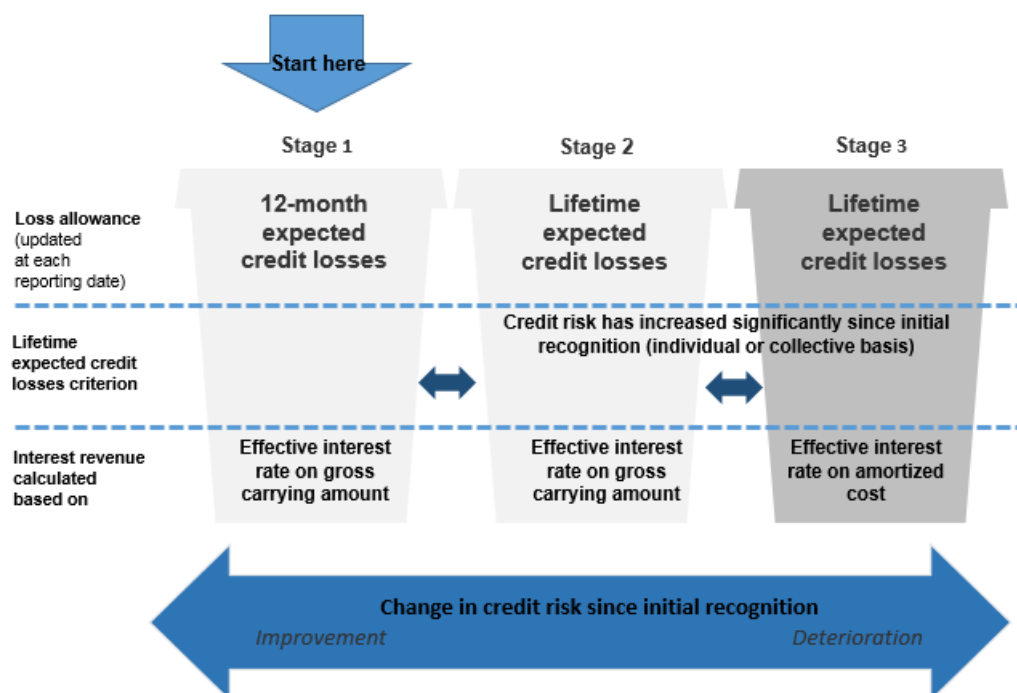 Start here
Stage 1
Stage 2
Stage 3
Loss allowance
(updated
at each
reporting date)
12-month
expected
credit losses
Lifetime
expected
credit losses
Lifetime
expected
credit losses
Lifetime
expected credit
losses criterion
Credit risk has increased significantly since initial
recognition (individual or collective basis)
Interest revenue
calculated
based on
Effective interest
rate on gross
carrying amount
Effective interest
rate on gross
carrying amount
Effective interest
rate on amortized
cost
Change in credit risk since initial recognition
Improvement
Deterioration